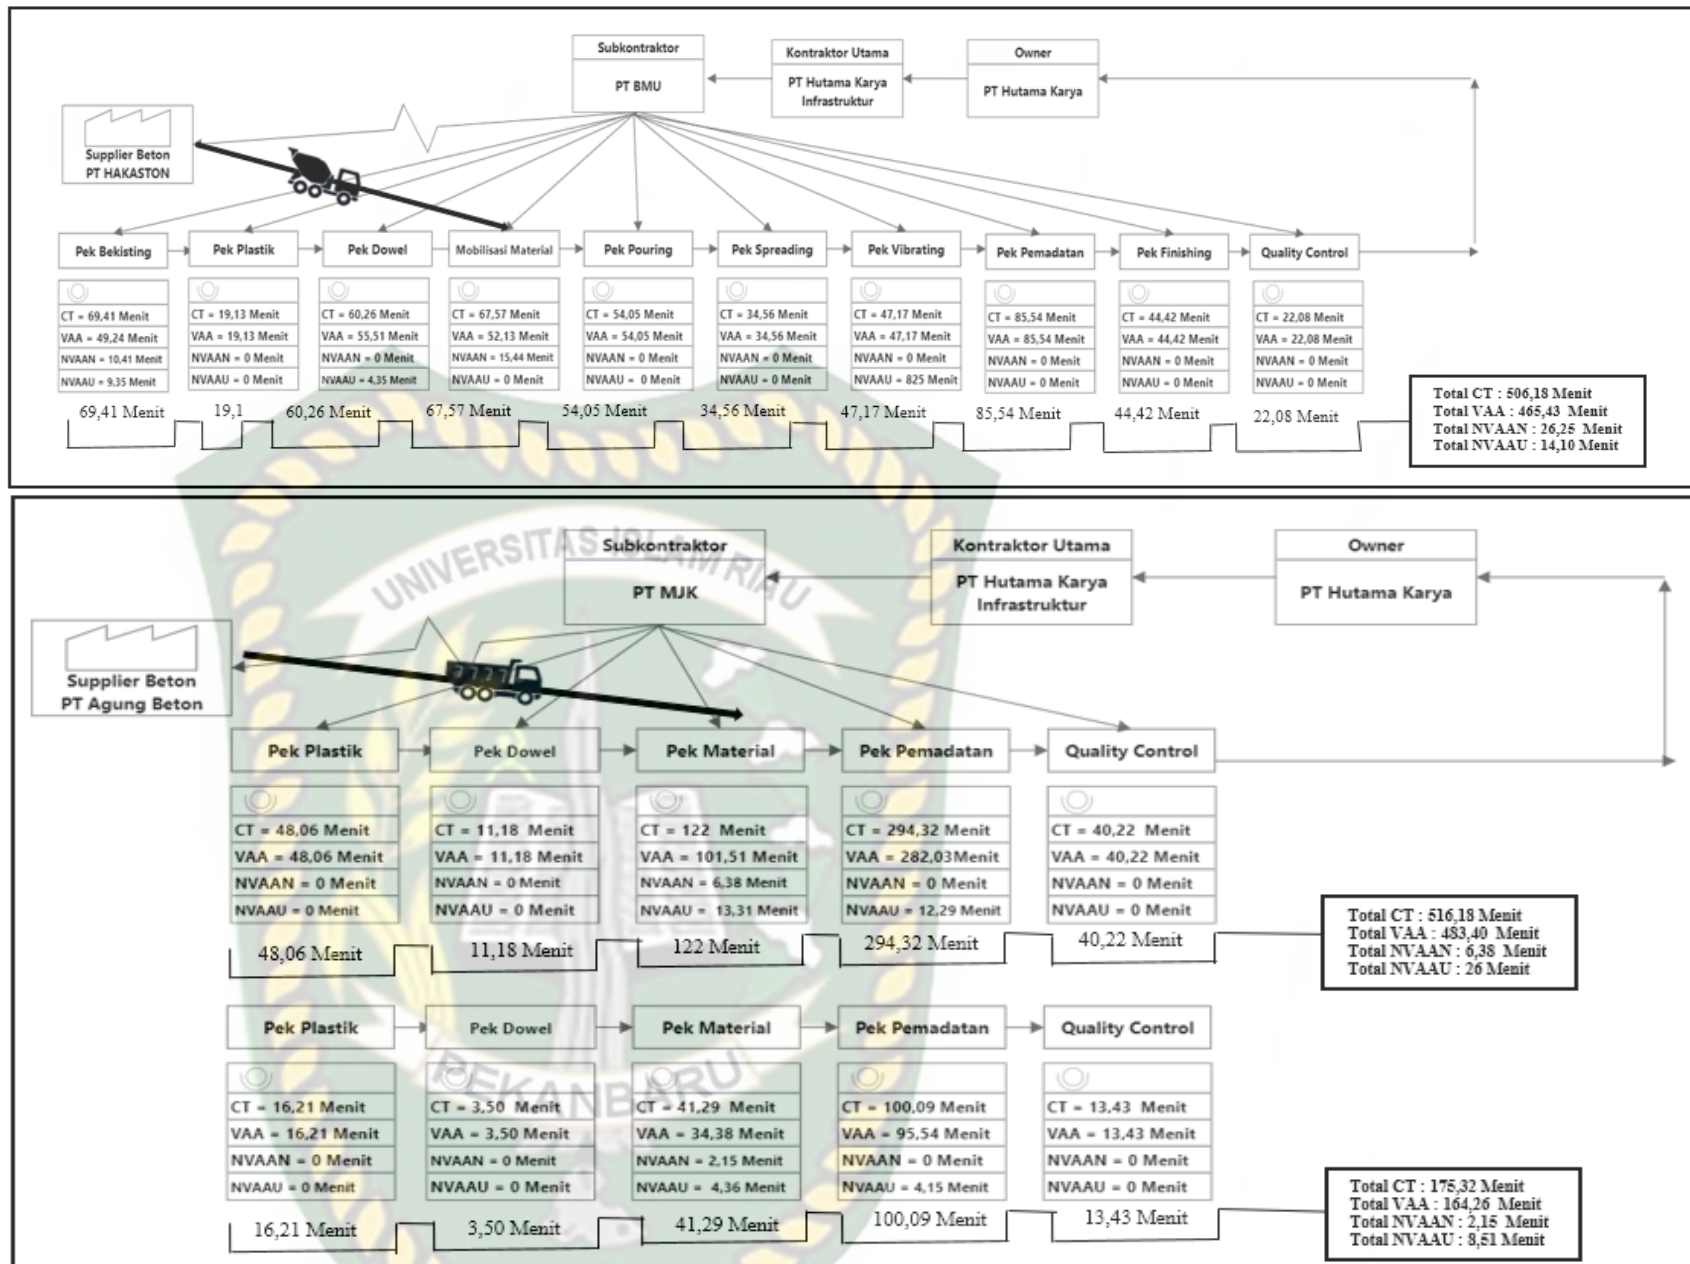 Subkontraktor
PT BMU
Kontraktor Utama
PT Hutama Karya
Infrastruktur
Owner
PT Hutama Karya
Supplier Beton
PT HAKASTON
Pek Bekisting
Pek Plastik
Pek Dowel
Mobilisasi Material
Pek Pouring
Pek Spreading
Pek Vibrating
Pek Pemadatan
Pek Finishing
Quality Control
CT = 69,41 Menit
VAA = 49,24 Menit
NVAAN = 10,41 Menit
NVAAU = 9,35 Menit
CT = 19,13 Menit
VAA = 19,13 Menit
NVAAN = 0 Menit
NVAAU = 0 Menit
CT = 60,26 Menit
VAA = 55,51 Menit
NVAAN = 0 Menit
NVAAU = 4,35 Menit
CT = 67,57 Menit
VAA = 52,13 Menit
NVAAN = 15,44 Menit
NVAAU = 0 Menit
CT = 54,05 Menit
VAA = 54,05 Menit
NVAAN = 0 Menit
NVAAU = 0 Menit
CT = 34,56 Menit
VAA = 34,56 Menit
NVAAN = 0 Menit
NVAAU = 0 Menit
CT = 47,17 Menit
VAA = 47,17 Menit
NVAAN = 0 Menit
NVAAU = 825 Menit
CT = 85,54 Menit
VAA = 85,54 Menit
NVAAN = 0 Menit
NVAAU = 0 Menit
CT = 44,42 Menit
VAA = 44,42 Menit
NVAAN = 0 Menit
NVAAU = 0 Menit
CT = 22,08 Menit
VAA = 22,08 Menit
NVAAN = 0 Menit
NVAAU = 0 Menit
69,41 Menit
19,1
60,26 Menit
67,57 Menit
54,05 Menit
34,56 Menit
47,17 Menit
85,54 Menit
44,42 Menit
22,08 Menit
Total CT : 506,18 Menit
Total VAA : 465,43 Menit
Total NVAAN : 26,25 Menit
Total NVAAU : 14,10 Menit
UNIVERSITAS ISLAM RIAU
Subkontraktor
PT MJK
Kontraktor Utama
PT Hutama Karya
Infrastruktur
Owner
PT Hutama Karya
Supplier Beton
PT Agung Beton
Pek Plastik
Pek Dowel
Pek Material
Pek Pemadatan
Quality Control
CT = 48,06 Menit
VAA = 48,06 Menit
NVAAN = 0 Menit
NVAAU = 0 Menit
CT = 11,18 Menit
VAA = 11,18 Menit
NVAAN = 0 Menit
NVAAU = 0 Menit
CT = 122 Menit
VAA = 101,51 Menit
NVAAN = 6,38 Menit
NVAAU = 13,31 Menit
CT = 294,32 Menit
VAA = 282,03Menit
NVAAN = 0 Menit
NVAAU = 12,29 Menit
CT = 40,22 Menit
VAA = 40,22 Menit
NVAAN = 0 Menit
NVAAU = 0 Menit
48,06 Menit
11,18 Menit
122 Menit
294,32 Menit
40,22 Menit
Total CT : 516,18 Menit
Total VAA : 483,40 Menit
Total NVAAN : 6,38 Menit
Total NVAAU : 26 Menit
Pek Plastik
Pek Dowel
Pek Material
Pek Pemadatan
Quality Control
PEKANBARU
CT = 16,21 Menit
VAA = 16,21 Menit
NVAAN = 0 Menit
NVAAU = 0 Menit
CT = 3,50 Menit
VAA = 3,50 Menit
NVAAN = 0 Menit
NVAAU = 0 Menit
CT = 41,29 Menit
VAA = 34,38 Menit
NVAAN = 2,15 Menit
NVAAU = 4,36 Menit
CT = 100,09 Menit
VAA = 95,54 Menit
NVAAN = 0 Menit
NVAAU = 4,15 Menit
CT = 13,43 Menit
VAA = 13,43 Menit
NVAAN = 0 Menit
NVAAU = 0 Menit
16,21 Menit
3,50 Menit
41,29 Menit
100,09 Menit
13,43 Menit
Total CT : 175,32 Menit
Total VAA : 164,26 Menit
Total NVAAN : 2,15 Menit
Total NVAAU : 8,51 Menit